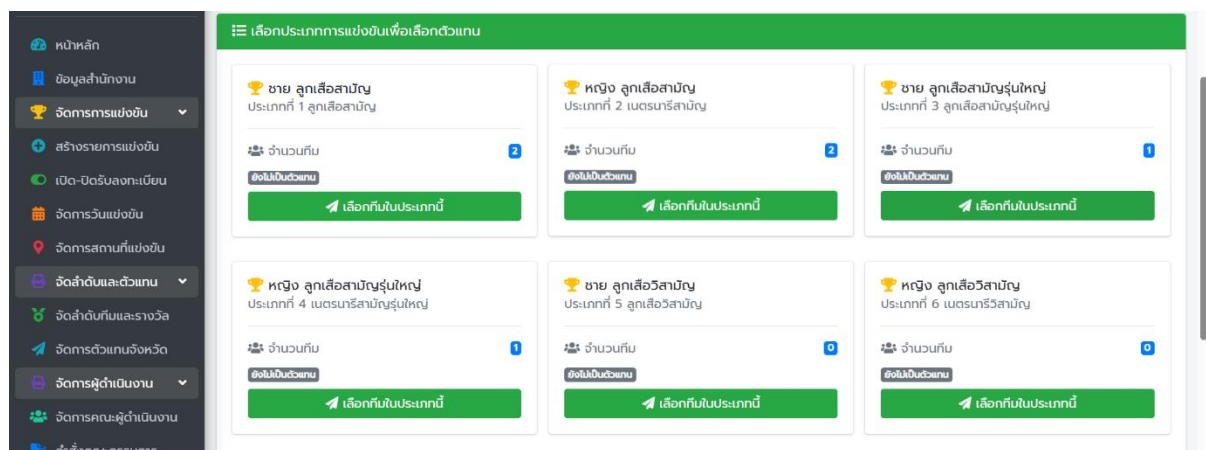 หน้าหลัก
ข้อมูลสำนักงาน
จัดการการแข่งขัน
สร้างรายการแข่งขัน
เปิด-ปิดรับลงทะเบียน
จัดการวันแข่งขัน
จัดการสถานที่แข่งขัน
จัดลำดับและตัวแทน
จัดลำดับทีมและรางวัล
จัดการตัวแทนจังหวัด
จัดการผู้ดำเนินงาน
จัดการคณะผู้ดำเนินงาน
เลือกประเภทการแข่งขันเพื่อเลือกตัวแทน
ชาย ลูกเสือสามัญ
ประเภทที่ 1 ลูกเสือสามัญ
จำนวนทีม 2
ยังไม่เป็นตัวแทน
เลือกทีมในประเภทนี้
หญิง ลูกเสือสามัญ
ประเภทที่ 2 เนตรนารีสามัญ
จำนวนทีม 2
ยังไม่เป็นตัวแทน
เลือกทีมในประเภทนี้
ชาย ลูกเสือสามัญรุ่นใหญ่
ประเภทที่ 3 ลูกเสือสามัญรุ่นใหญ่
จำนวนทีม 1
ยังไม่เป็นตัวแทน
เลือกทีมในประเภทนี้
หญิง ลูกเสือสามัญรุ่นใหญ่
ประเภทที่ 4 เนตรนารีสามัญรุ่นใหญ่
จำนวนทีม 1
ยังไม่เป็นตัวแทน
เลือกทีมในประเภทนี้
ชาย ลูกเสือวิสามัญ
ประเภทที่ 5 ลูกเสือวิสามัญ
จำนวนทีม 0
ยังไม่เป็นตัวแทน
เลือกทีมในประเภทนี้
หญิง ลูกเสือวิสามัญ
ประเภทที่ 6 เนตรนารีวิสามัญ
จำนวนทีม 0
ยังไม่เป็นตัวแทน
เลือกทีมในประเภทนี้